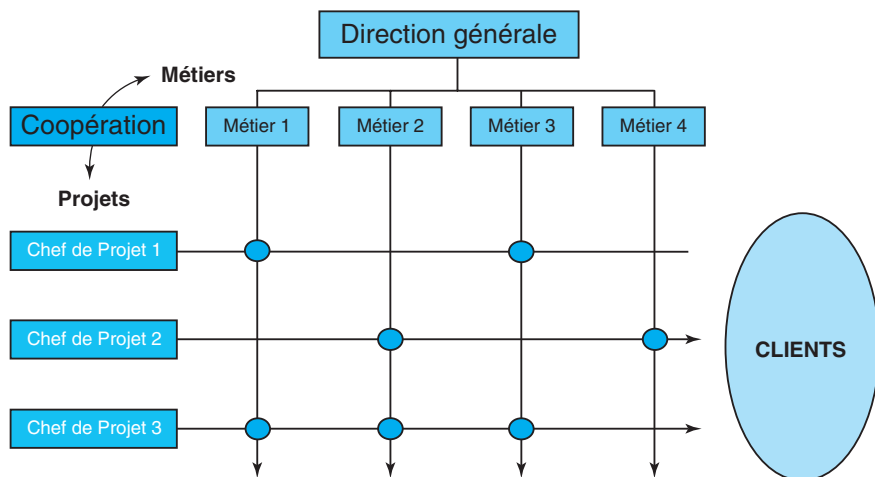 Direction générale
Métiers
Coopération
Métier 1
Métier 2
Métier 3
Métier 4
Projets
Chef de Projet 1
Chef de Projet 2
CLIENTS
Chef de Projet 3